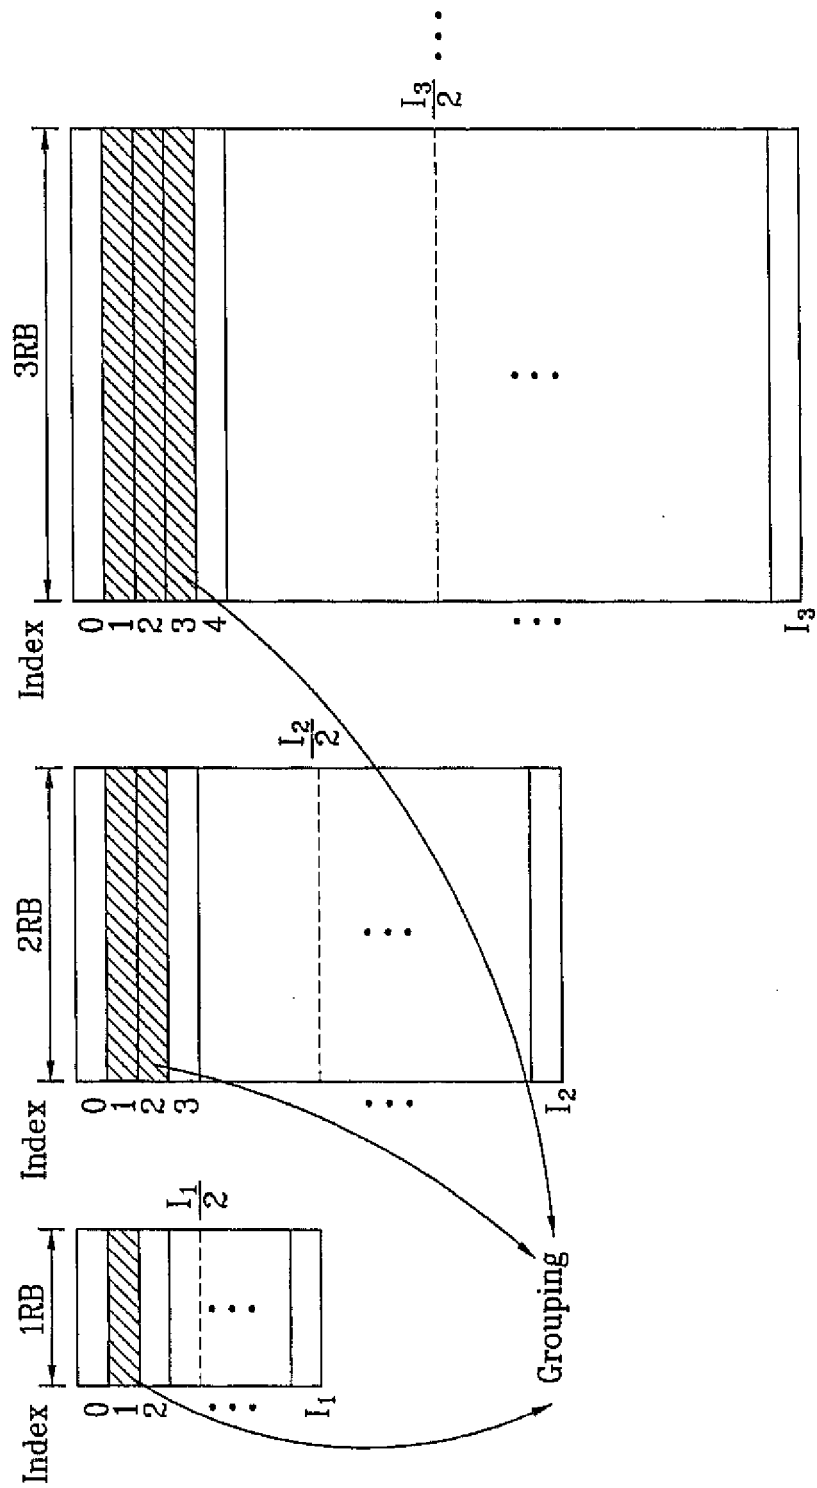 Index
1RB
0
1
2
...
I1
I1/2
Index
2RB
0
1
2
3
...
I2
I2/2
...
Index
3RB
0
1
2
3
4
...
I3
I3/2
...
...
Grouping